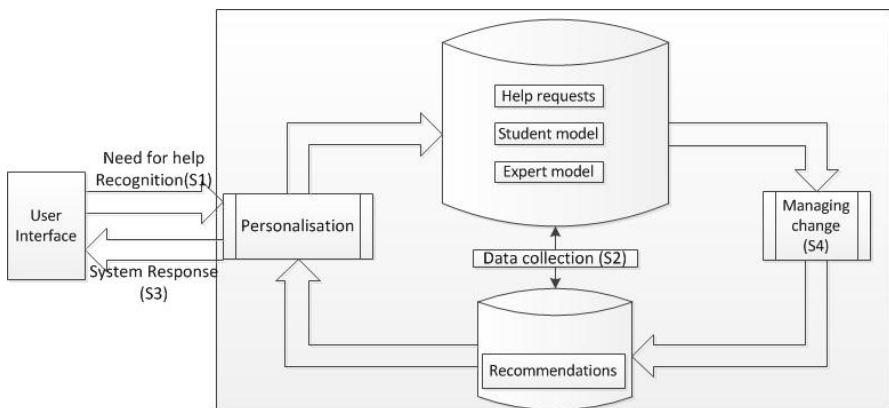 Need for help
Recognition(S1)
User
Interface
System Response
(S3)
Personalisation
Help requests
Student model
Expert model
Managing
change
(S4)
Data collection (S2)
Recommendations